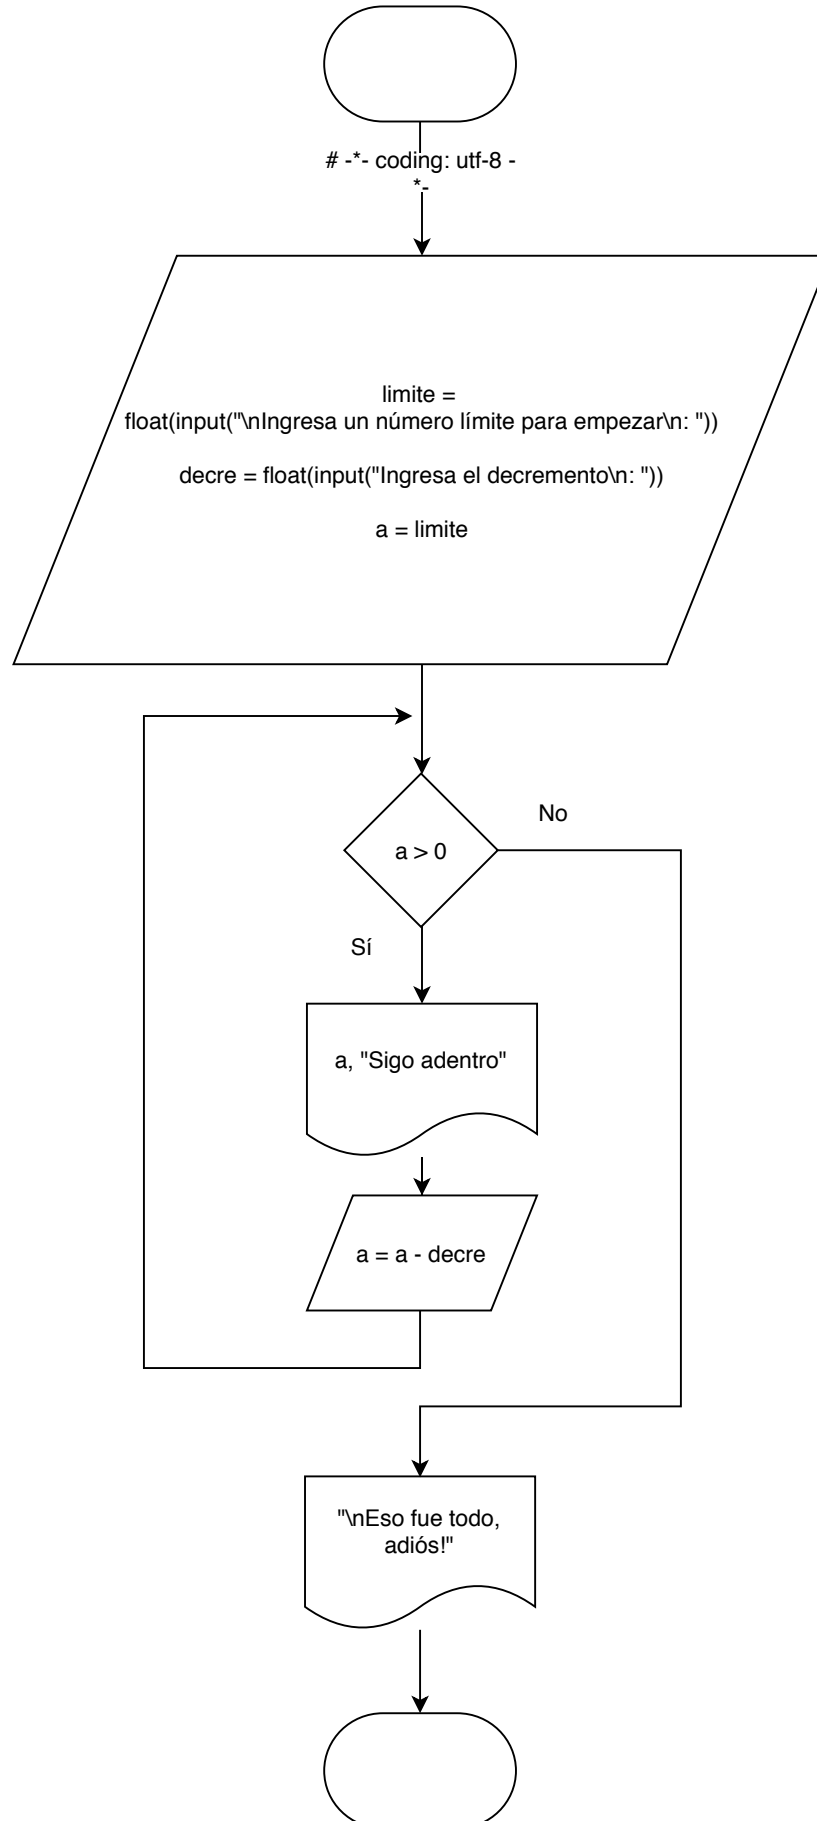 # -*- coding: utf-8 -
*-
limite =
float(input("\nIngresa un número límite para empezar\n: "))
decre = float(input("Ingresa el decremento\n: "))
a = limite
a > 0
No
Sí
a, "Sigo adentro"
a = a - decre
"\nEso fue todo,
adiós!"